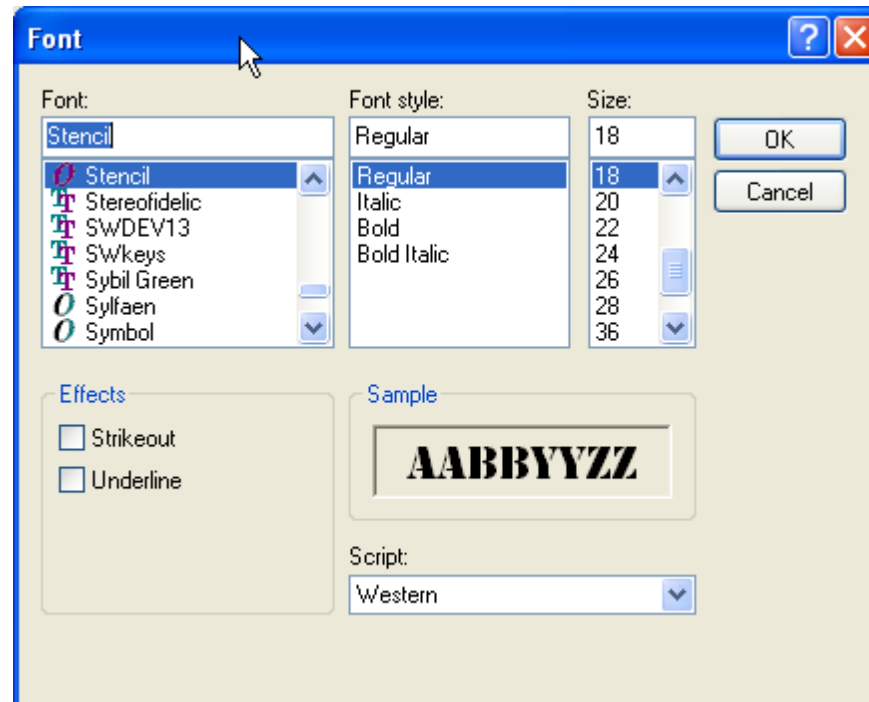 Font
Font:
Font style:
Size:
Stencil
Regular
18
OK
Cancel
Stencil
Stereofidelic
SWDEV13
SWkeys
Sybil Green
Sylfaen
Symbol
Regular
Italic
Bold
Bold Italic
18
20
22
24
26
28
36
Effects
Strikeout
Underline
Sample
AABBYYZZ
Script:
Western